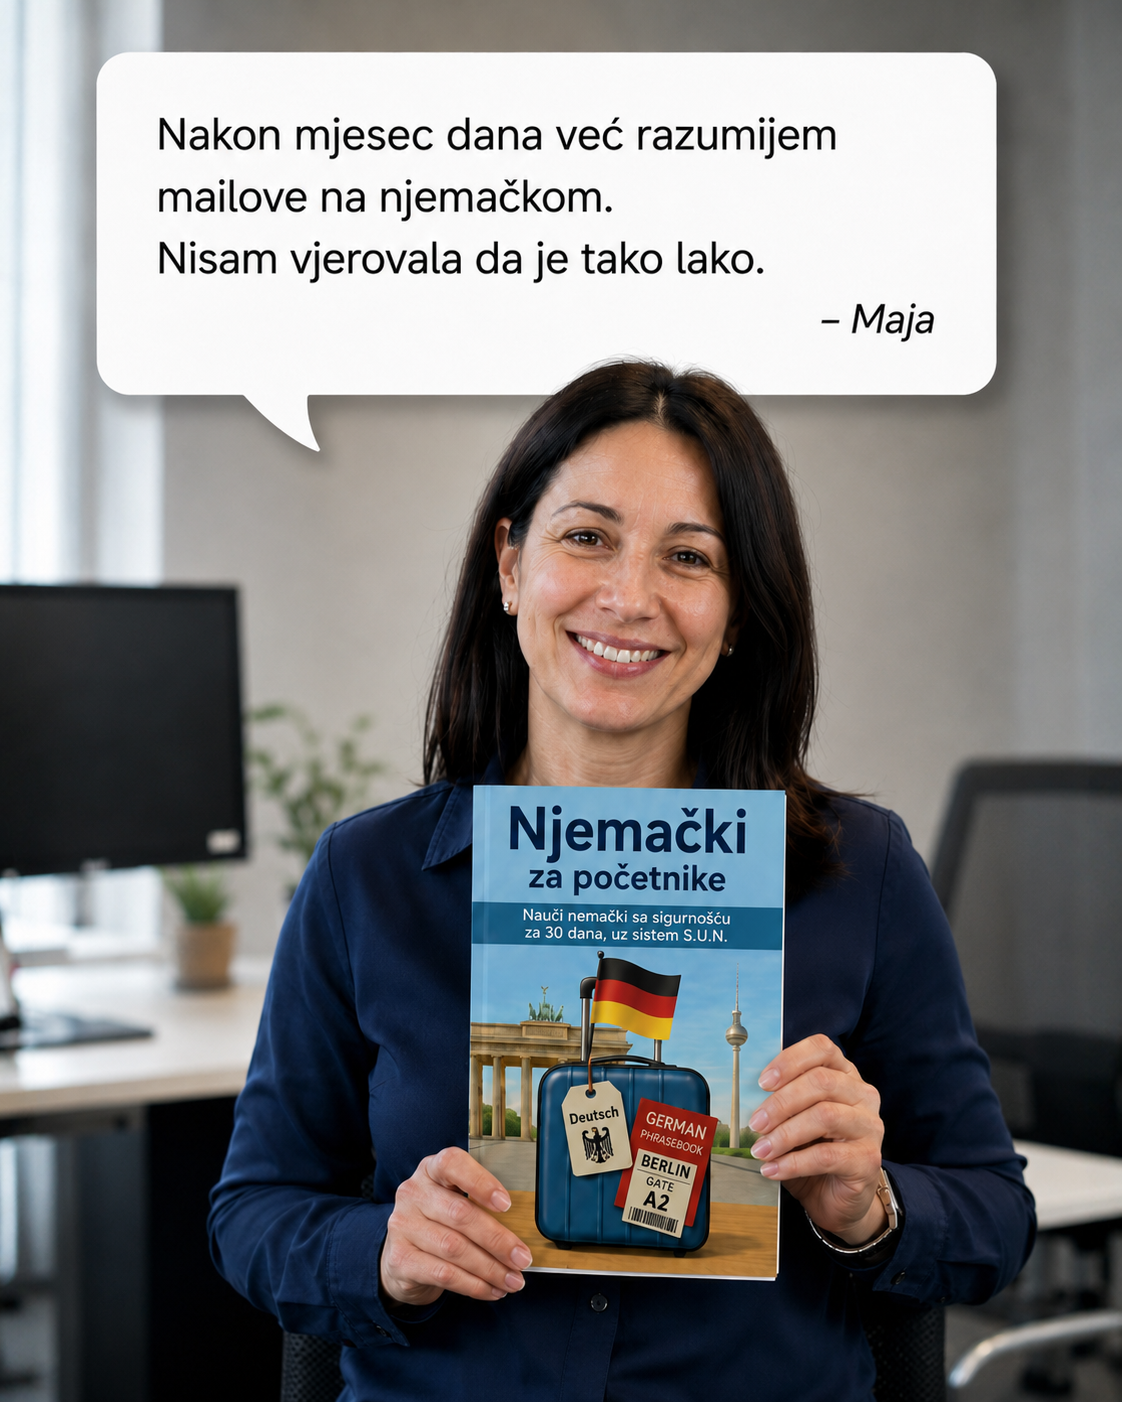 Nakon mjesec dana već razumijem
mailove na njemačkom.
Nisam vjerovala da je tako lako.
– Maja
Njemački
za početnike
Nauči nemački sa sigurnošću
za 30 dana, uz sistem S.U.N.
Deutsch
GERMAN
PHRASEBOOK
BERLIN
GATE
A2